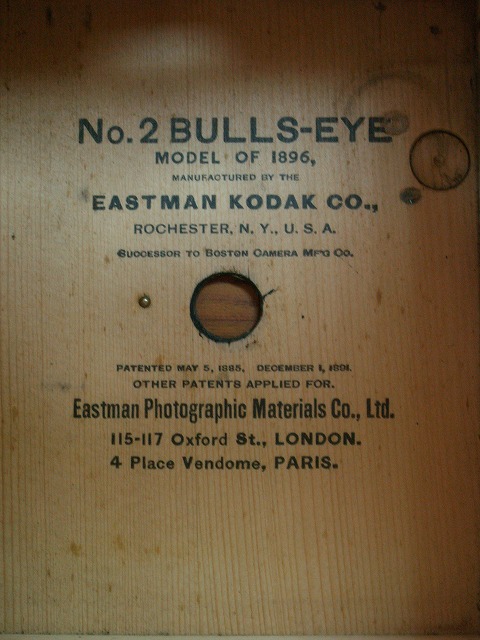 No. 2 BULLS-EYE
MODEL OF 1896,
MANUFACTURED BY THE
EASTMAN KODAK CO.,
ROCHESTER, N. Y., U. S. A.
SUCCESSOR TO BOSTON CAMERA MF'G CO.
PATENTED MAY 5, 1885, DECEMBER 1, 1891.
OTHER PATENTS APPLIED FOR.
Eastman Photographic Materials Co., Ltd.
115-117 Oxford St., LONDON.
4 Place Vendome, PARIS.